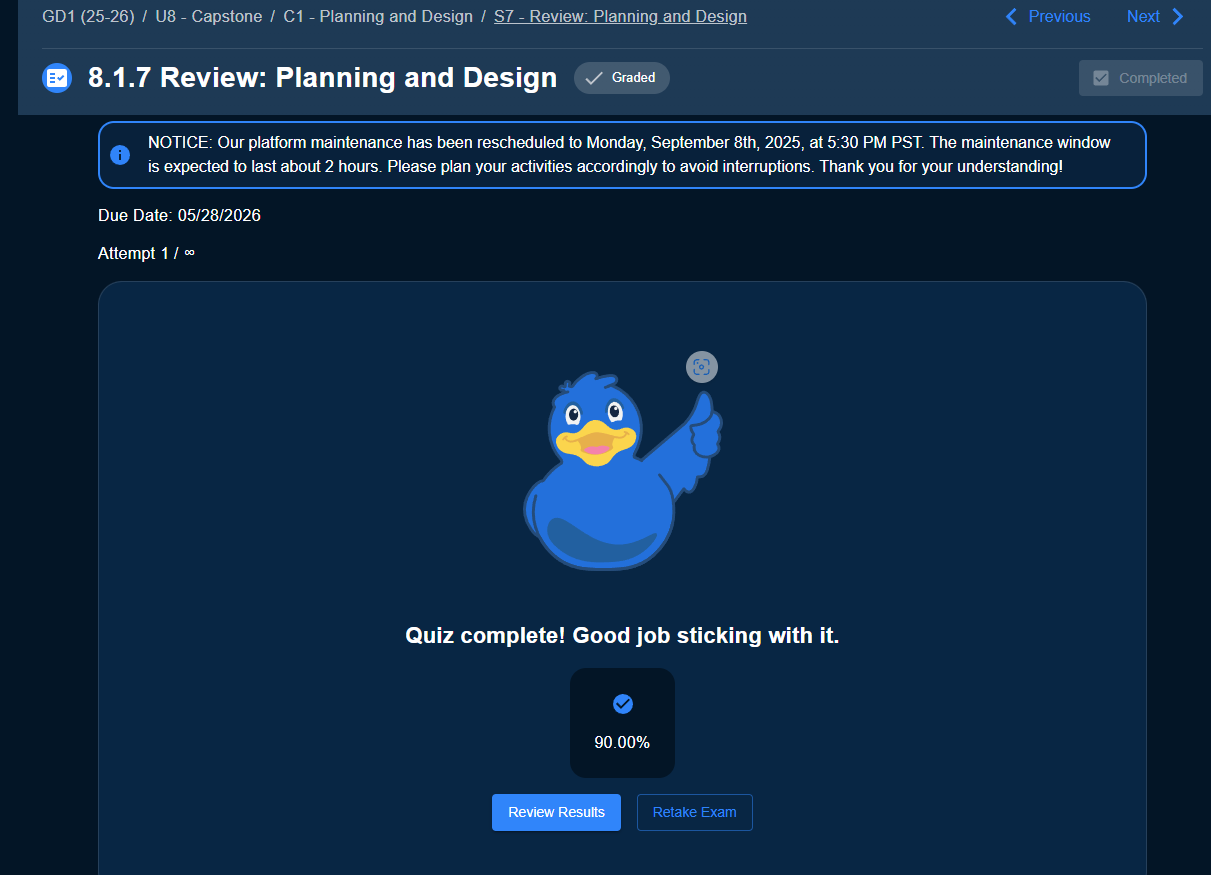 GD1 (25-26) / U8 - Capstone / C1 - Planning and Design / S7 - Review: Planning and Design
Previous
Next
8.1.7 Review: Planning and Design
Graded
Completed
NOTICE: Our platform maintenance has been rescheduled to Monday, September 8th, 2025, at 5:30 PM PST. The maintenance window
is expected to last about 2 hours. Please plan your activities accordingly to avoid interruptions. Thank you for your understanding!
Due Date: 05/28/2026
Attempt 1 / ∞
Quiz complete! Good job sticking with it.
90.00%
Review Results
Retake Exam